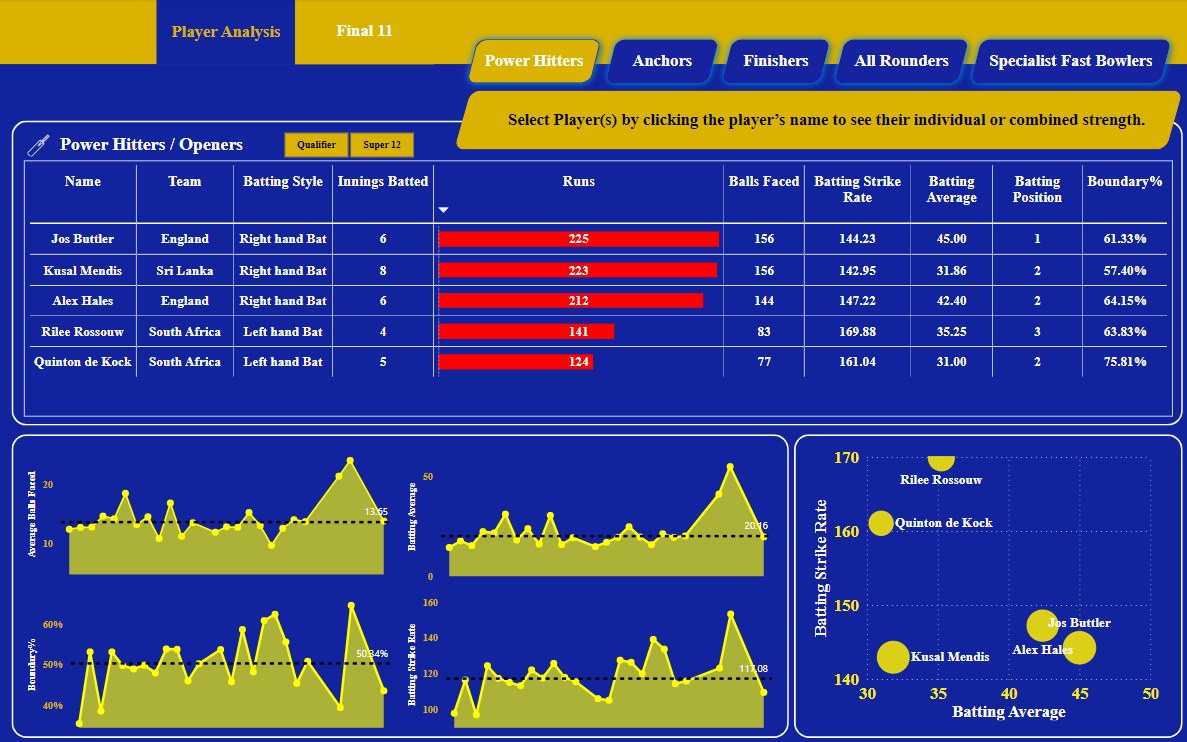 Player Analysis
Final 11
Power Hitters
Anchors
Finishers
All Rounders
Specialist Fast Bowlers
Select Player(s) by clicking the player's name to see their individual or combined strength.
Power Hitters / Openers
Qualifier
Super 12
Name Team Batting Style Innings Batted Runs Balls Faced Batting Strike Rate Batting Average Batting Position Boundary%
Jos Buttler England Right hand Bat 6 225 156 144.23 45.00 1 61.33%
Kusal Mendis Sri Lanka Right hand Bat 8 223 156 142.95 31.86 2 57.40%
Alex Hales England Right hand Bat 6 212 144 147.22 42.40 2 64.15%
Rilee Rossouw South Africa Left hand Bat 4 141 83 169.88 35.25 3 63.83%
Quinton de Kock South Africa Left hand Bat 5 124 77 161.04 31.00 2 75.81%
Average Balls Faced
20
10
13.65
Batting Average
50
0
20.16
Boundary%
60%
50%
40%
50.34%
Batting Strike Rate
160
140
120
100
117.08
Batting Strike Rate
170
160
150
140
Rilee Rossouw
Quinton de Kock
Jos Buttler
Alex Hales
Kusal Mendis
30 35 40 45 50
Batting Average